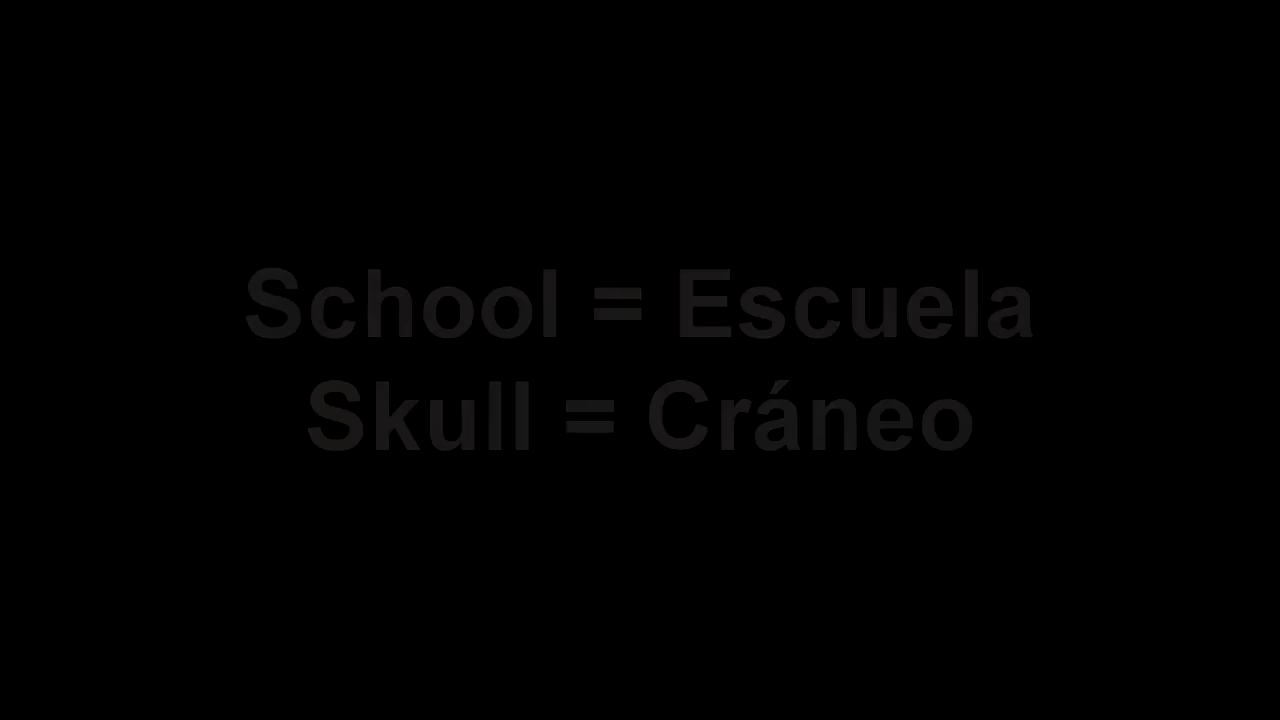 School = Escuela
Skull = Cráneo